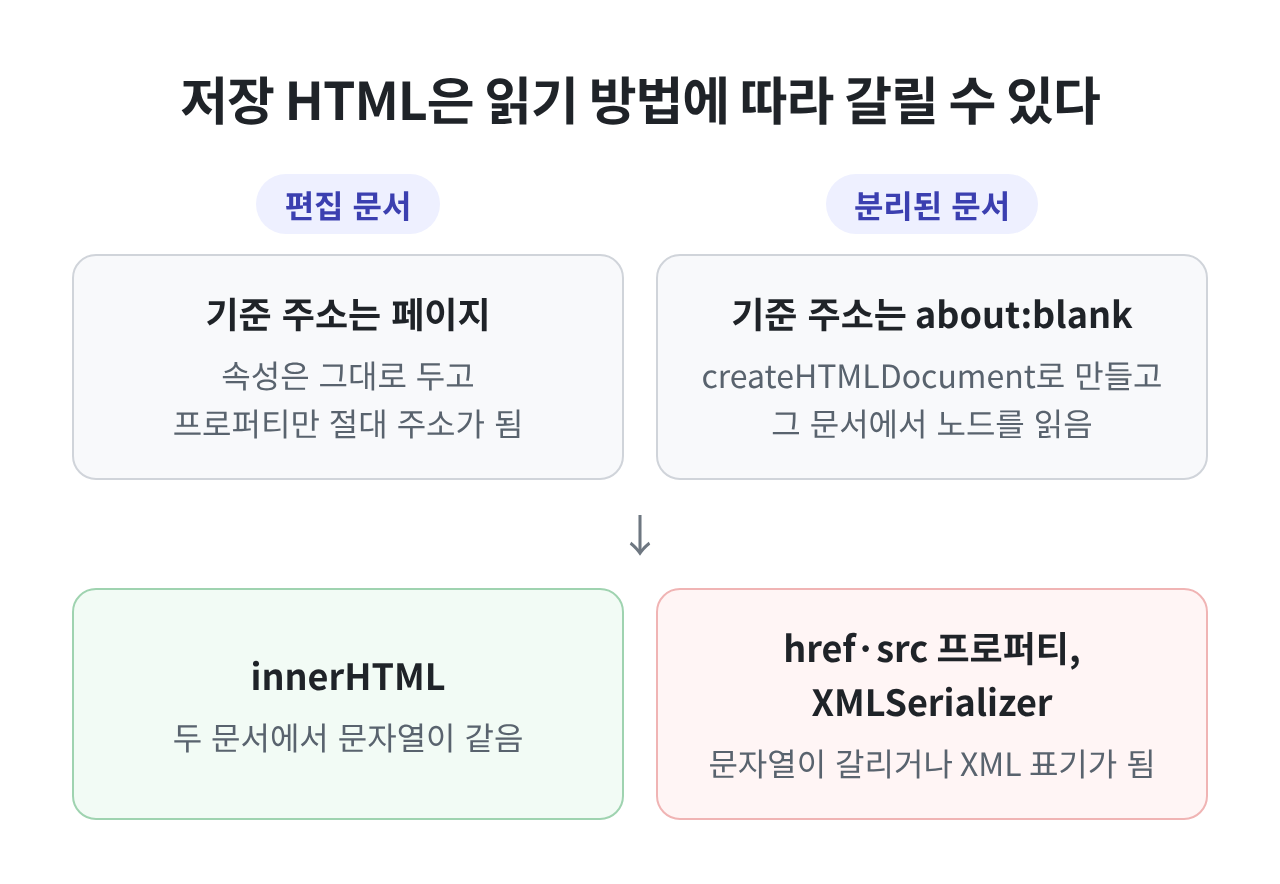 저장 HTML은 읽기 방법에 따라 갈릴 수 있다
편집 문서
기준 주소는 페이지
속성은 그대로 두고
프로퍼티만 절대 주소가 됨
분리된 문서
기준 주소는 about:blank
createHTMLDocument로 만들고
그 문서에서 노드를 읽음
↓
innerHTML
두 문서에서 문자열이 같음
href·src 프로퍼티,
XMLSerializer
문자열이 갈리거나 XML 표기가 됨